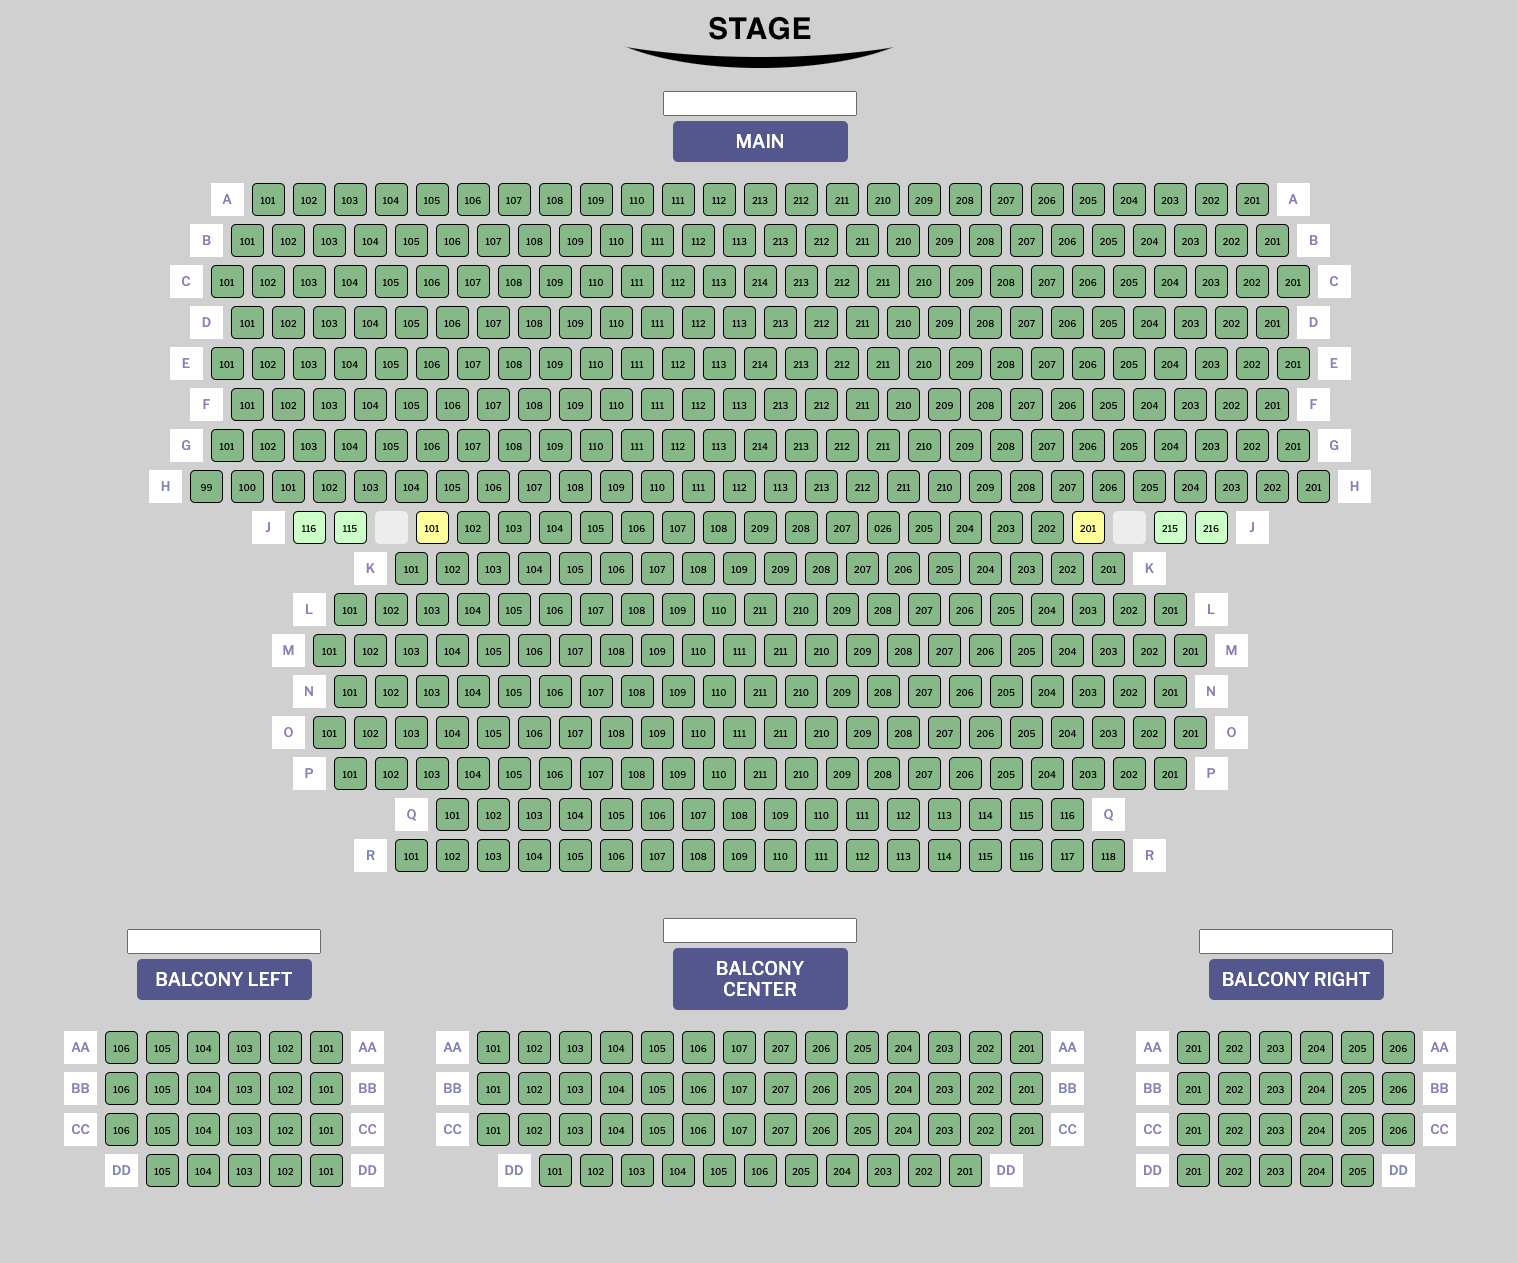 STAGE
MAIN
A 101 102 103 104 105 106 107 108 109 110 111 112 213 212 211 210 209 208 207 206 205 204 203 202 201 A
B 101 102 103 104 105 106 107 108 109 110 111 112 113 213 212 211 210 209 208 207 206 205 204 203 202 201 B
C 101 102 103 104 105 106 107 108 109 110 111 112 113 214 213 212 211 210 209 208 207 206 205 204 203 202 201 C
D 101 102 103 104 105 106 107 108 109 110 111 112 113 213 212 211 210 209 208 207 206 205 204 203 202 201 D
E 101 102 103 104 105 106 107 108 109 110 111 112 113 214 213 212 211 210 209 208 207 206 205 204 203 202 201 E
F 101 102 103 104 105 106 107 108 109 110 111 112 113 213 212 211 210 209 208 207 206 205 204 203 202 201 F
G 101 102 103 104 105 106 107 108 109 110 111 112 113 214 213 212 211 210 209 208 207 206 205 204 203 202 201 G
H 99 100 101 102 103 104 105 106 107 108 109 110 111 112 113 213 212 211 210 209 208 207 206 205 204 203 202 201 H
J 116 115 101 102 103 104 105 106 107 108 209 208 207 026 205 204 203 202 201 215 216 J
K 101 102 103 104 105 106 107 108 109 209 208 207 206 205 204 203 202 201 K
L 101 102 103 104 105 106 107 108 109 110 211 210 209 208 207 206 205 204 203 202 201 L
M 101 102 103 104 105 106 107 108 109 110 111 211 210 209 208 207 206 205 204 203 202 201 M
N 101 102 103 104 105 106 107 108 109 110 211 210 209 208 207 206 205 204 203 202 201 N
O 101 102 103 104 105 106 107 108 109 110 111 211 210 209 208 207 206 205 204 203 202 201 O
P 101 102 103 104 105 106 107 108 109 110 211 210 209 208 207 206 205 204 203 202 201 P
Q 101 102 103 104 105 106 107 108 109 110 111 112 113 114 115 116 Q
R 101 102 103 104 105 106 107 108 109 110 111 112 113 114 115 116 117 118 R
BALCONY LEFT
AA 106 105 104 103 102 101 AA
BB 106 105 104 103 102 101 BB
CC 106 105 104 103 102 101 CC
DD 105 104 103 102 101 DD
BALCONY
CENTER
AA 101 102 103 104 105 106 107 207 206 205 204 203 202 201 AA
BB 101 102 103 104 105 106 107 207 206 205 204 203 202 201 BB
CC 101 102 103 104 105 106 107 207 206 205 204 203 202 201 CC
DD 101 102 103 104 105 106 205 204 203 202 201 DD
BALCONY RIGHT
AA 201 202 203 204 205 206 AA
BB 201 202 203 204 205 206 BB
CC 201 202 203 204 205 206 CC
DD 201 202 203 204 205 DD